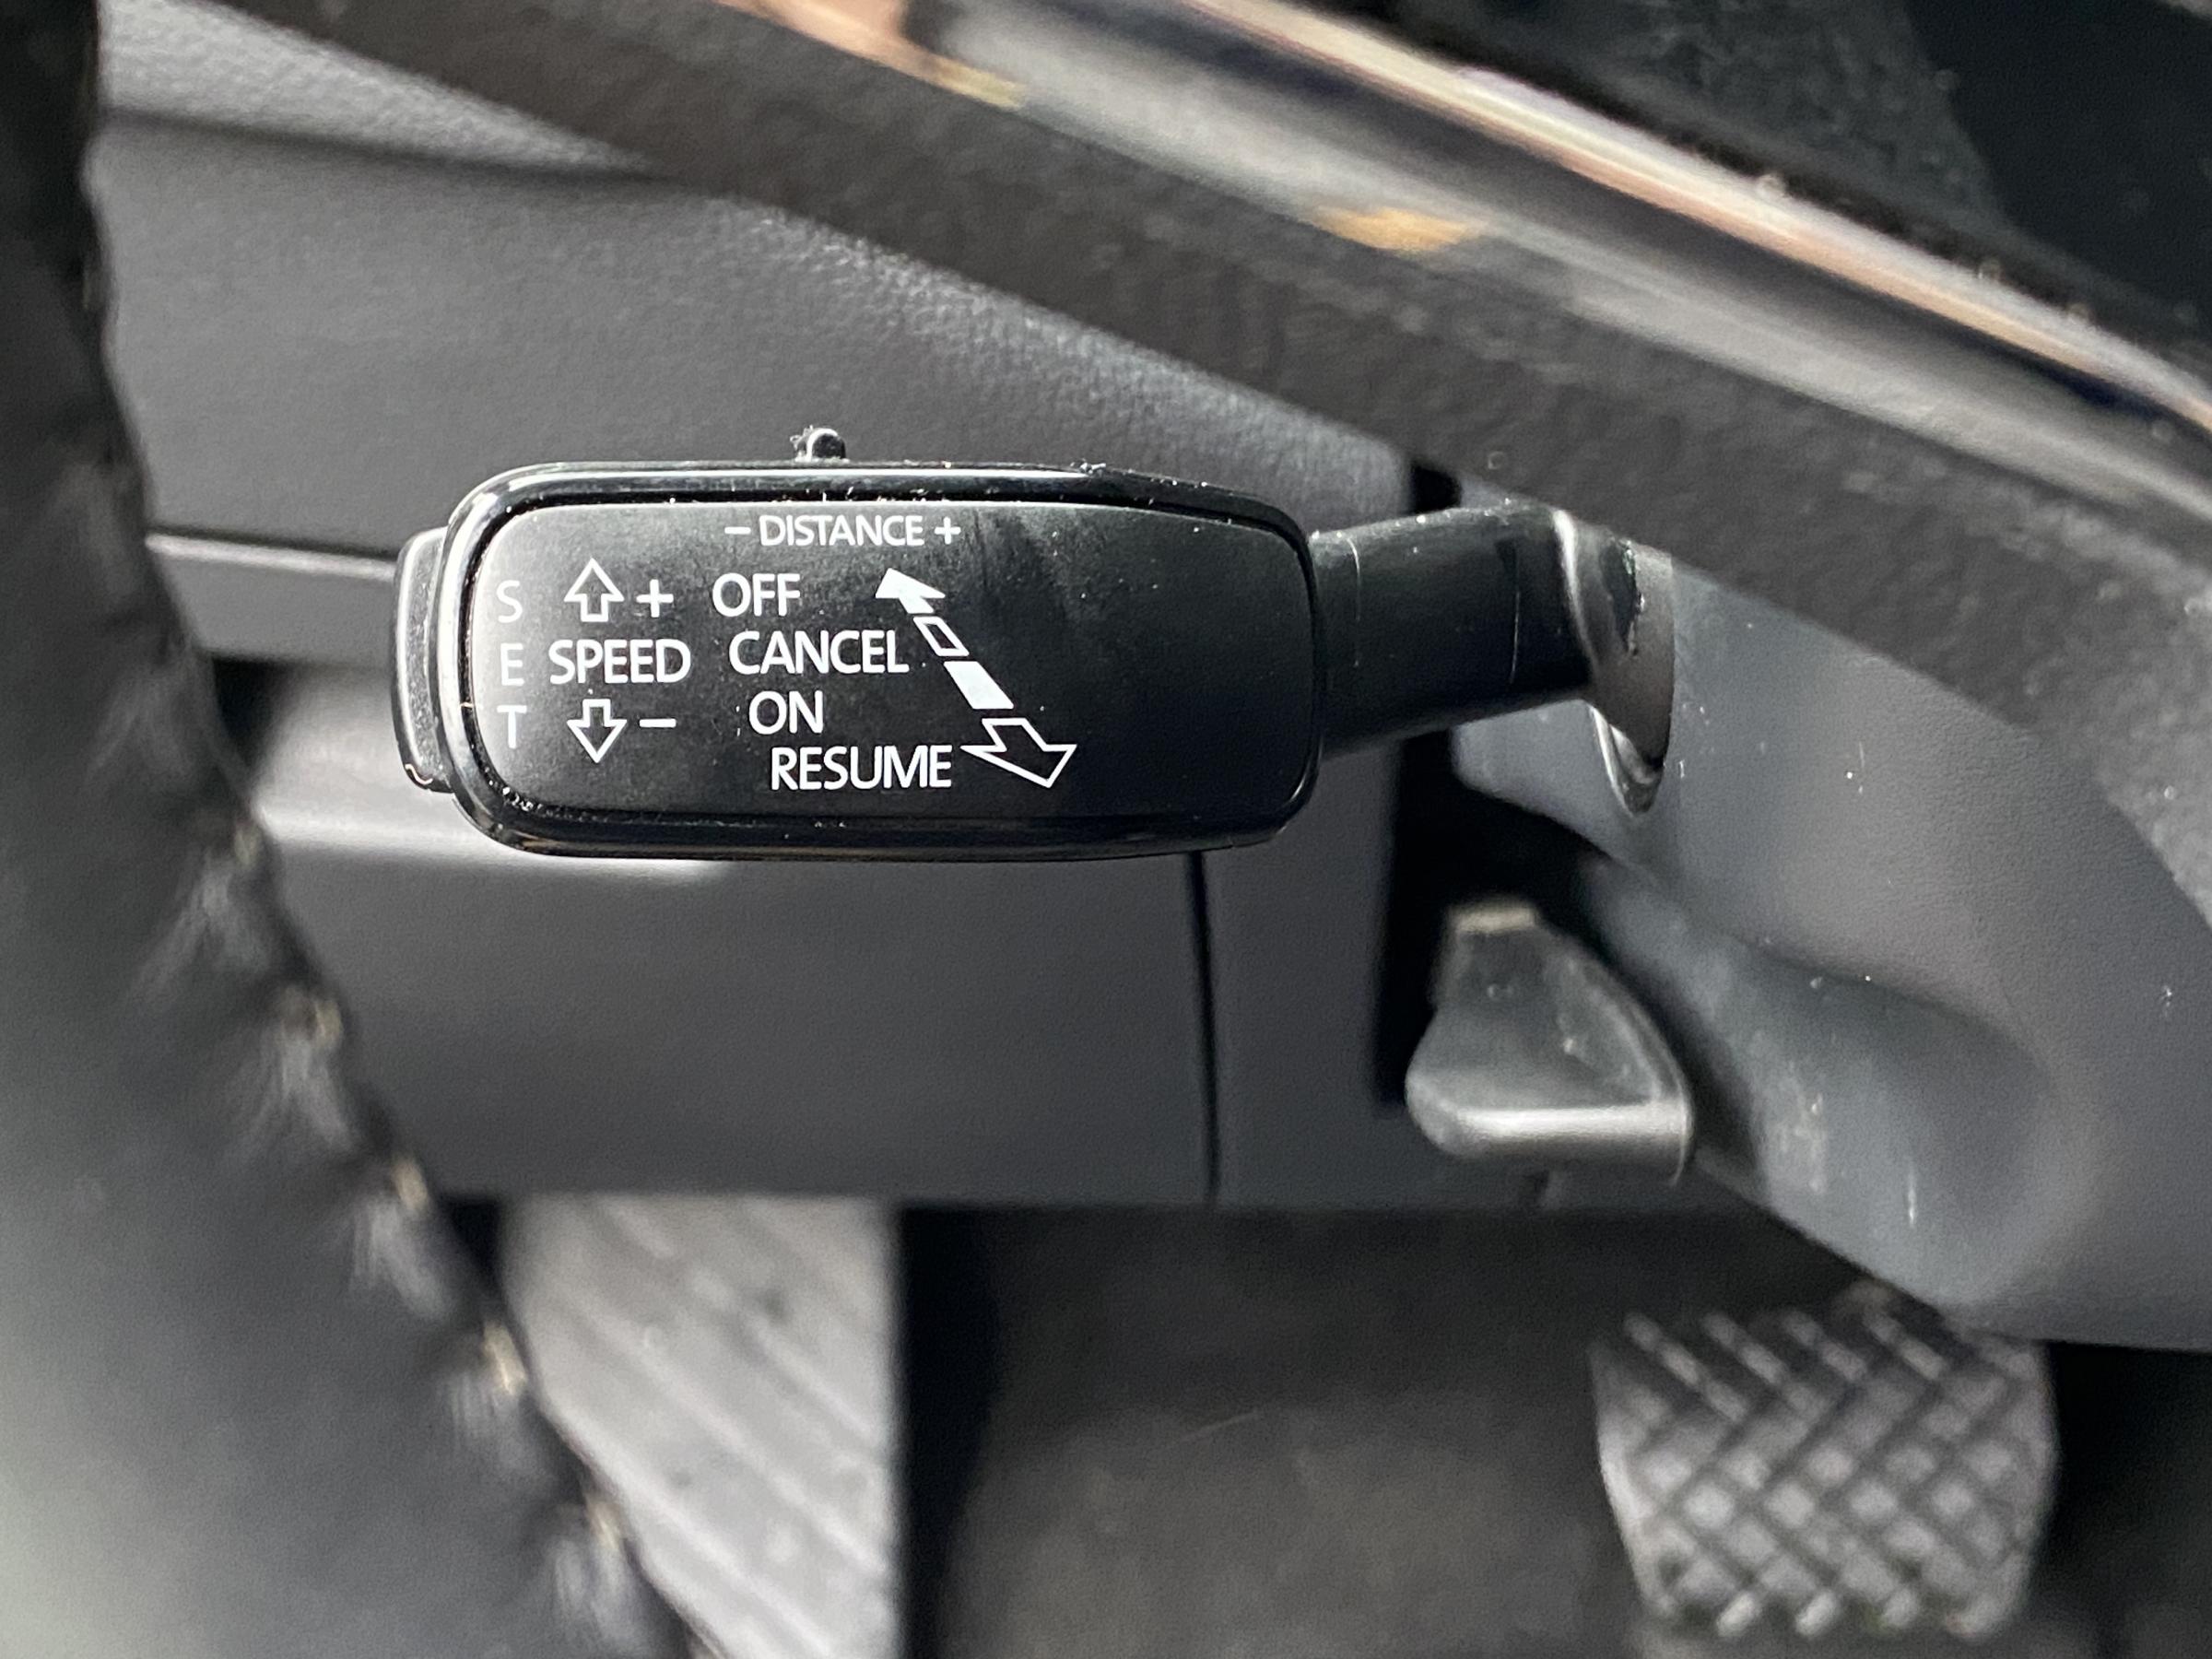 - DISTANCE +
S + OFF
E SPEED CANCEL
T - ON
RESUME